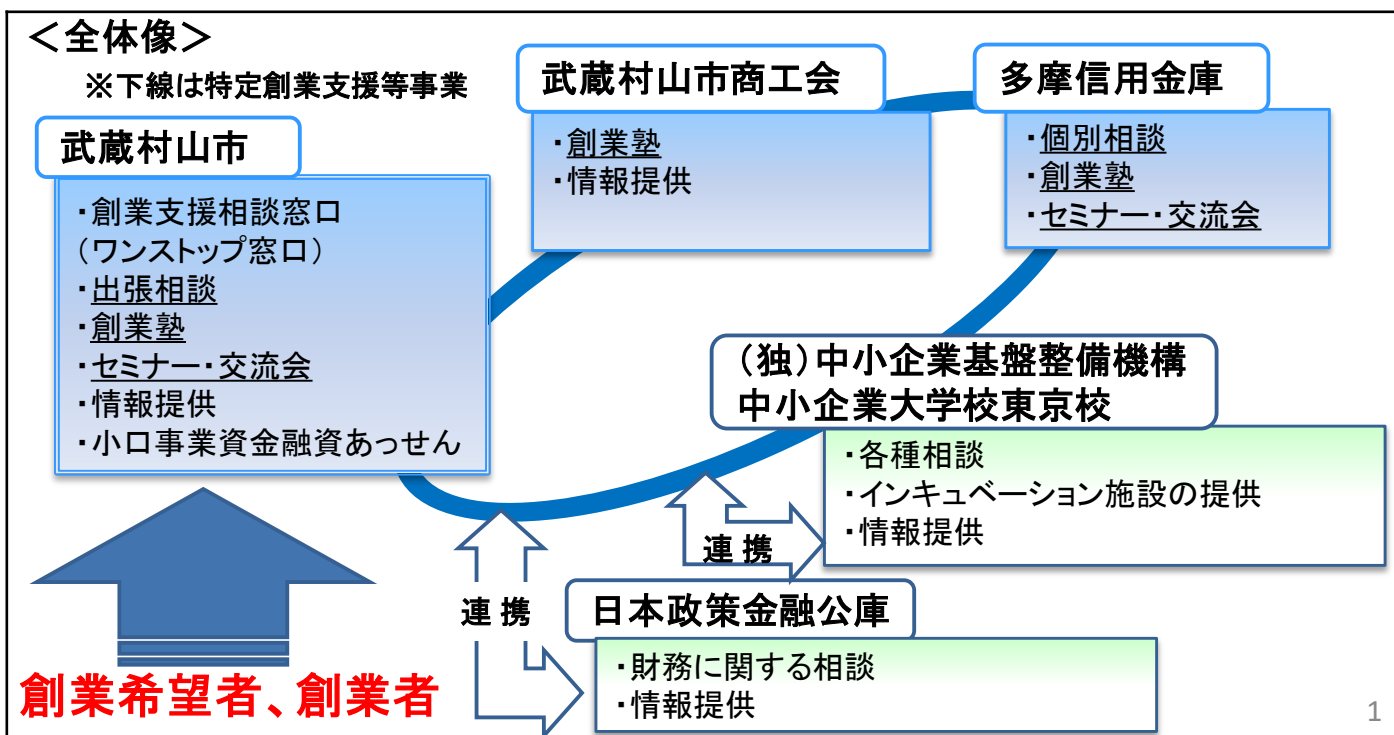 ＜全体像＞
※下線は特定創業支援等事業
武蔵村山市
・創業支援相談窓口
（ワンストップ窓口）
・出張相談
・創業塾
・セミナー・交流会
・情報提供
・小口事業資金融資あっせん
武蔵村山市商工会
・創業塾
・情報提供
多摩信用金庫
・個別相談
・創業塾
・セミナー・交流会
（独）中小企業基盤整備機構
中小企業大学校東京校
・各種相談
・インキュベーション施設の提供
・情報提供
連 携
連 携
日本政策金融公庫
・財務に関する相談
・情報提供
創業希望者、創業者
1